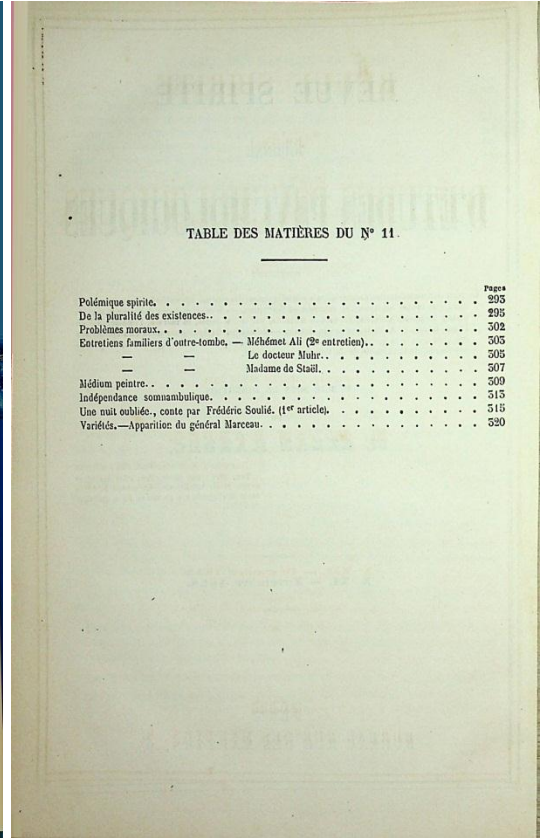 TABLE DES MATIÈRES DU Nº 11.
Pages
Polémique spirite. . . . . . . . . . . . . . . . . . . . . . . . 293
De la pluralité des existences. . . . . . . . . . . . . . . . . . . 295
Problèmes moraux. . . . . . . . . . . . . . . . . . . . . . . . 302
Entretiens familiers d'outre-tombe. — Méhémet Ali (2e entretien). . . . . . . . 303
— — Le docteur Muhr. . . . . . . . . . . . 305
— — Madame de Staël. . . . . . . . . . . . 307
Médium peintre. . . . . . . . . . . . . . . . . . . . . . . . . 309
Indépendance somnambulique. . . . . . . . . . . . . . . . . . . . 313
Une nuit oubliée., conte par Frédéric Soulié. (1er article). . . . . . . . . . 315
Variétés.—Apparition du général Marceau. . . . . . . . . . . . . . . . 320